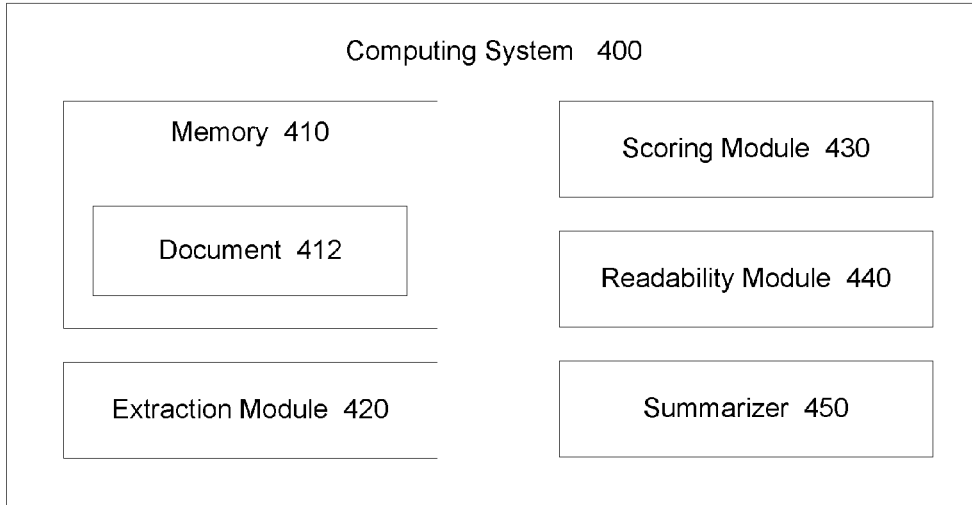 Computing System 400
Memory 410
Document 412
Extraction Module 420
Scoring Module 430
Readability Module 440
Summarizer 450